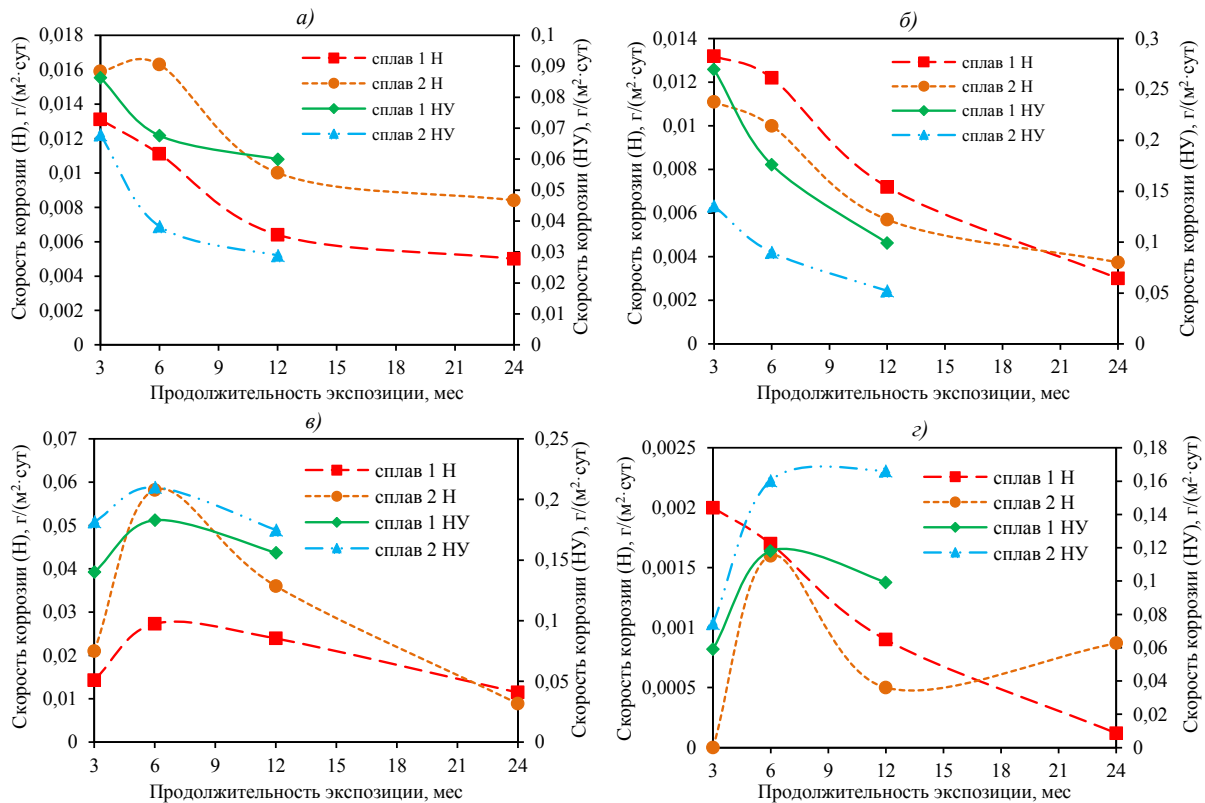 а)
Скорость коррозии (Н), г/(м²·сут)
0,018
0,016
0,014
0,012
0,01
0,008
0,006
0,004
0,002
0
сплав 1 Н
сплав 2 Н
сплав 1 НУ
сплав 2 НУ
0,1
0,09
0,08
0,07
0,06
0,05
0,04
0,03
0,02
0,01
0
Скорость коррозии (НУ), г/(м²·сут)
3 6 9 12 15 18 21 24
Продолжительность экспозиции, мес
б)
Скорость коррозии (Н), г/(м²·сут)
0,014
0,012
0,01
0,008
0,006
0,004
0,002
0
сплав 1 Н
сплав 2 Н
сплав 1 НУ
сплав 2 НУ
0,3
0,25
0,2
0,15
0,1
0,05
0
Скорость коррозии (НУ), г/(м²·сут)
3 6 9 12 15 18 21 24
Продолжительность экспозиции, мес
в)
Скорость коррозии (Н), г/(м²·сут)
0,07
0,06
0,05
0,04
0,03
0,02
0,01
0
сплав 1 Н
сплав 2 Н
сплав 1 НУ
сплав 2 НУ
0,25
0,2
0,15
0,1
0,05
0
Скорость коррозии (НУ), г/(м²·сут)
3 6 9 12 15 18 21 24
Продолжительность экспозиции, мес
г)
Скорость коррозии (Н), г/(м²·сут)
0,0025
0,002
0,0015
0,001
0,0005
0
сплав 1 Н
сплав 2 Н
сплав 1 НУ
сплав 2 НУ
0,18
0,16
0,14
0,12
0,1
0,08
0,06
0,04
0,02
0
Скорость коррозии (НУ), г/(м²·сут)
3 6 9 12 15 18 21 24
Продолжительность экспозиции, мес